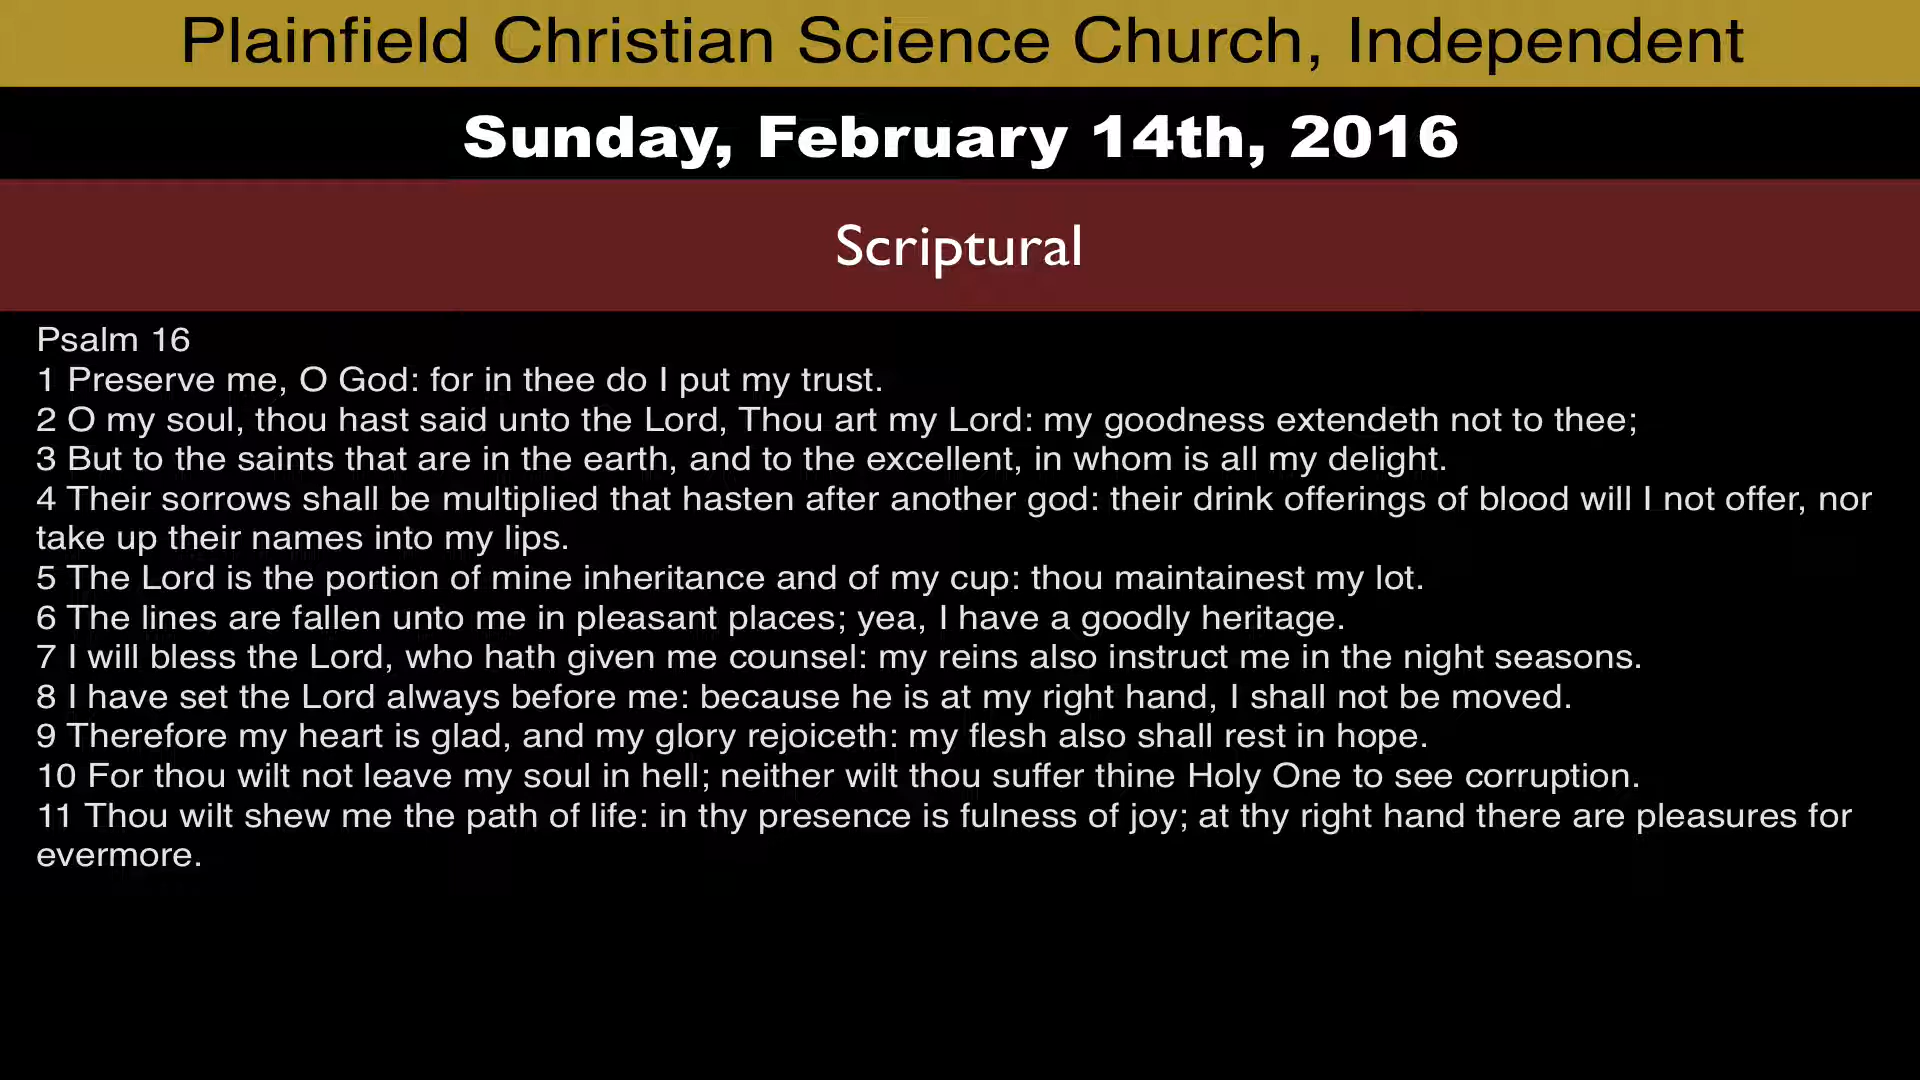 Plainfield Christian Science Church, Independent
Sunday, February 14th, 2016
Scriptural
Psalm 16
1 Preserve me, O God: for in thee do I put my trust.
2 O my soul, thou hast said unto the Lord, Thou art my Lord: my goodness extendeth not to thee;
3 But to the saints that are in the earth, and to the excellent, in whom is all my delight.
4 Their sorrows shall be multiplied that hasten after another god: their drink offerings of blood will I not offer, nor
take up their names into my lips.
5 The Lord is the portion of mine inheritance and of my cup: thou maintainest my lot.
6 The lines are fallen unto me in pleasant places; yea, I have a goodly heritage.
7 I will bless the Lord, who hath given me counsel: my reins also instruct me in the night seasons.
8 I have set the Lord always before me: because he is at my right hand, I shall not be moved.
9 Therefore my heart is glad, and my glory rejoiceth: my flesh also shall rest in hope.
10 For thou wilt not leave my soul in hell; neither wilt thou suffer thine Holy One to see corruption.
11 Thou wilt shew me the path of life: in thy presence is fulness of joy; at thy right hand there are pleasures for
evermore.